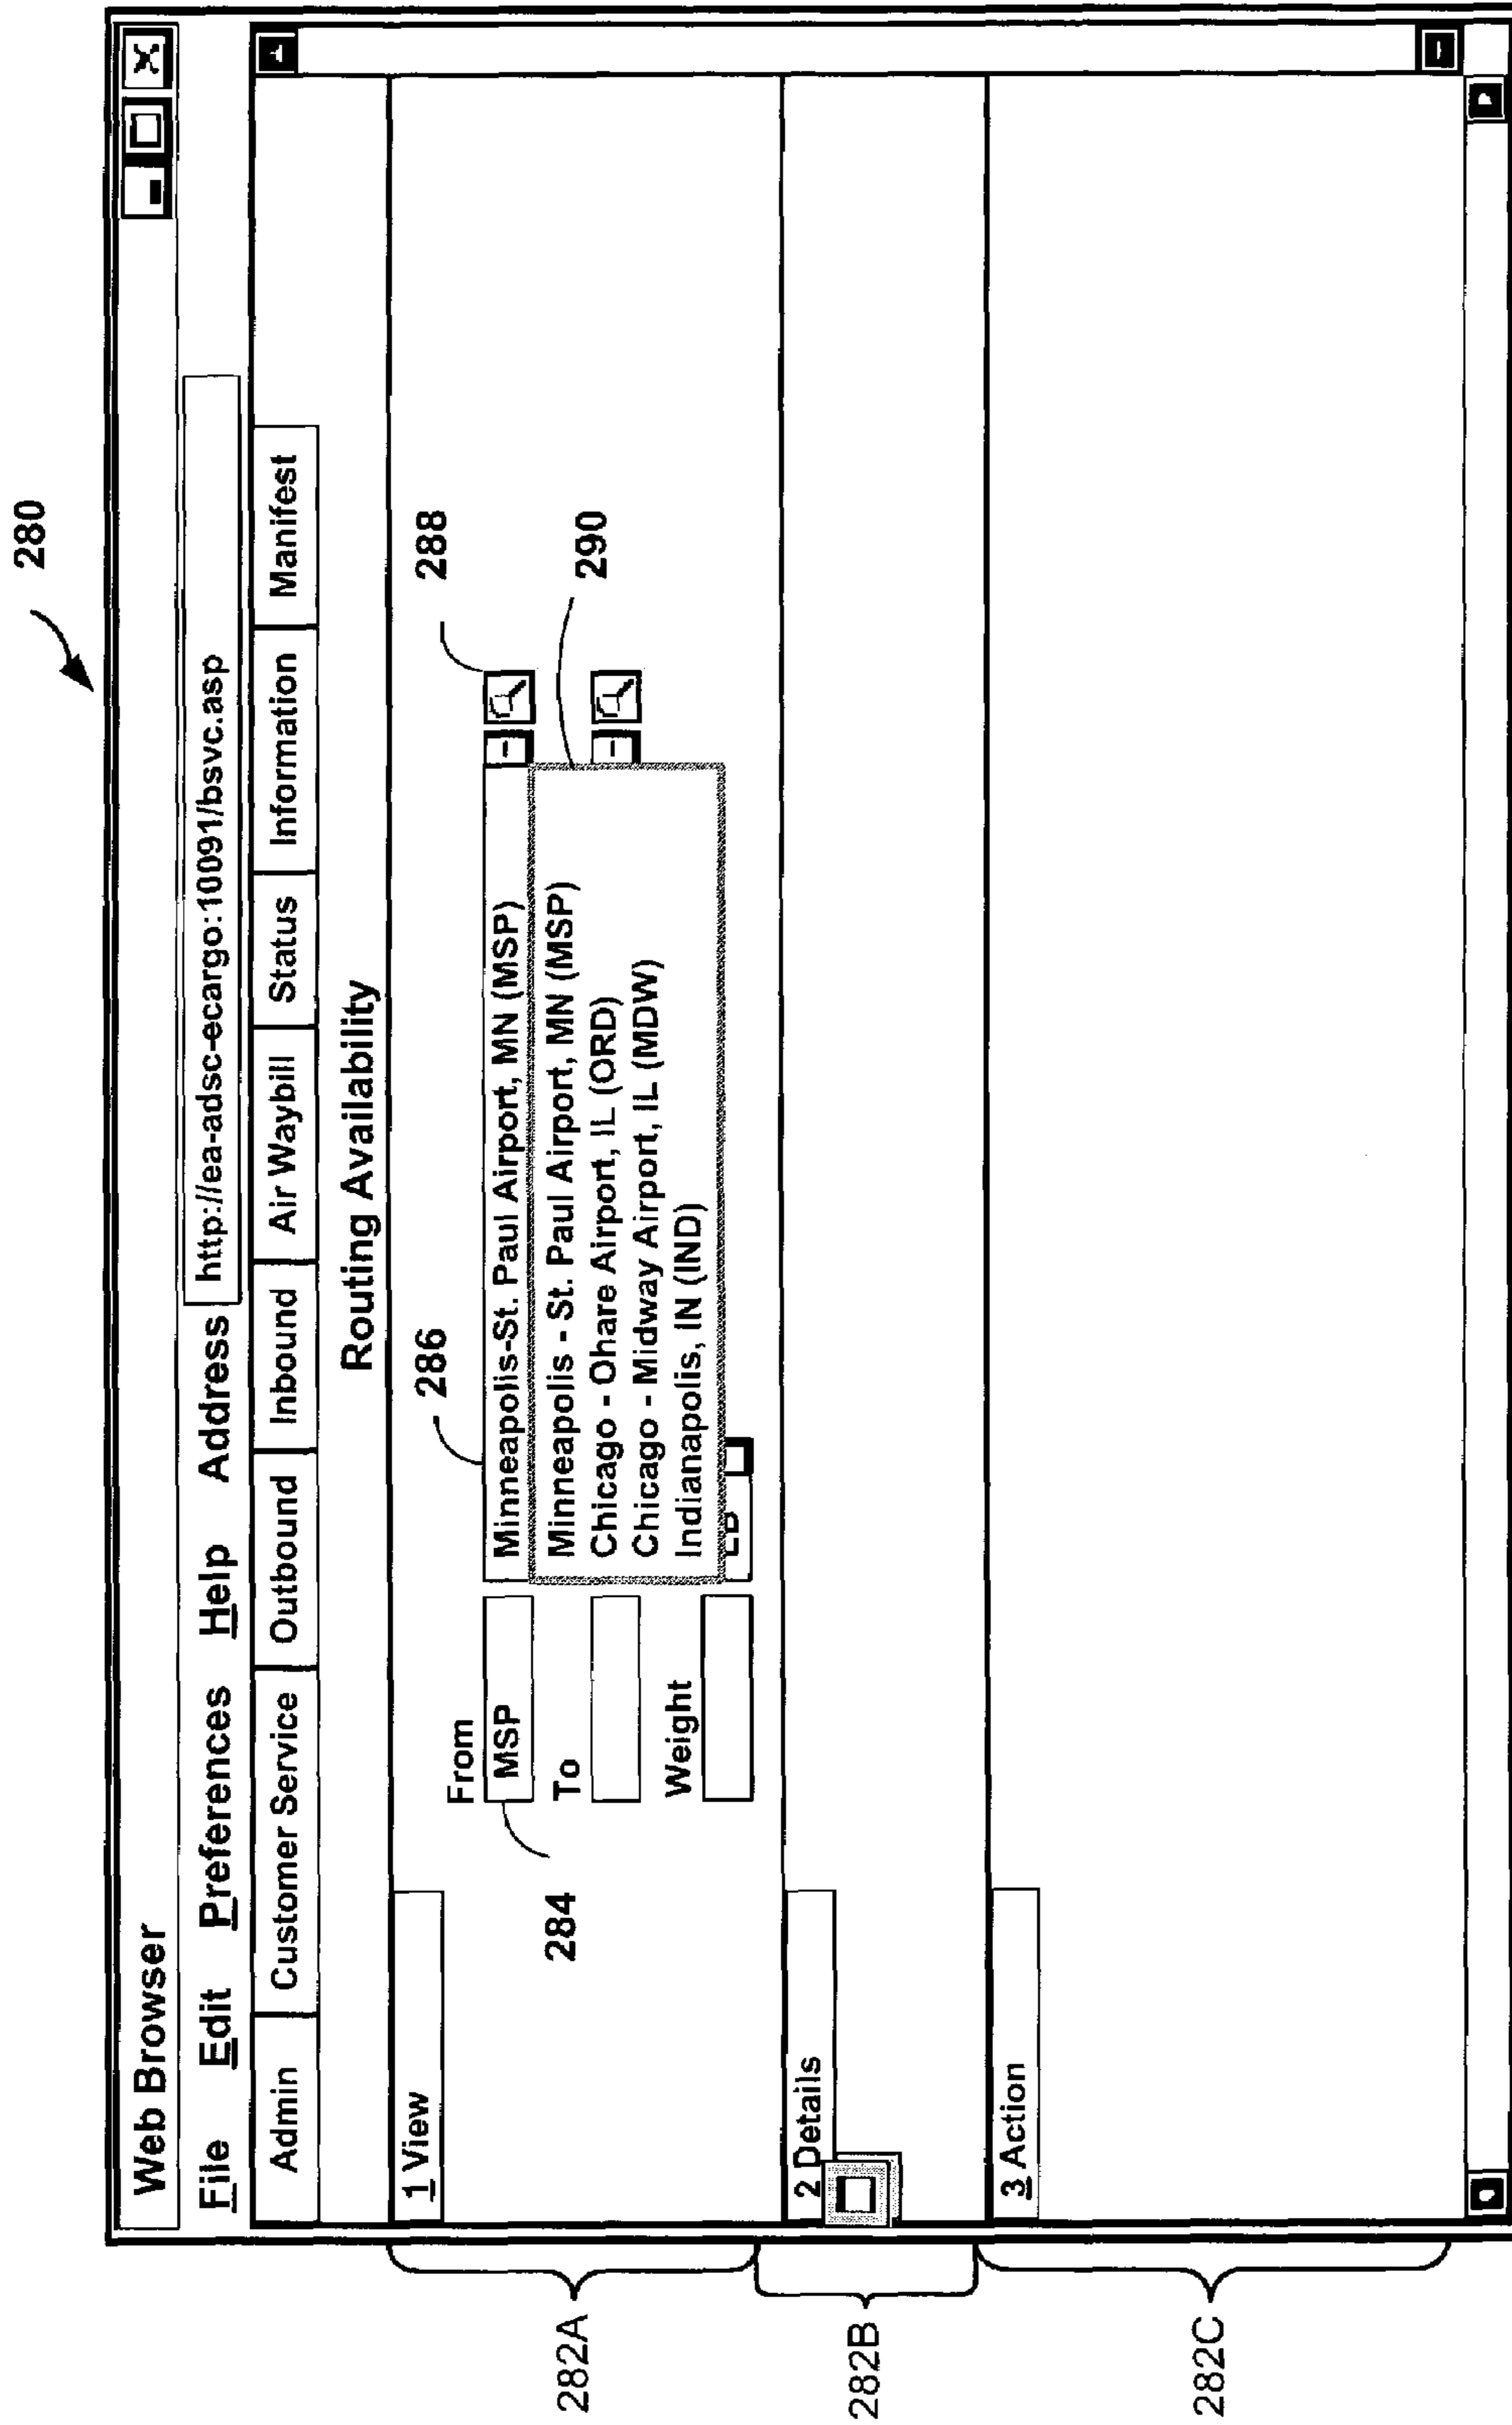 280
Web Browser
File Edit Preferences Help Address http://ea-adsc-ecargo:10091/bsvc.asp
Admin Customer Service Outbound Inbound Air Waybill Status Information Manifest
Routing Availability
1 View
286
288
From
MSP
Minneapolis-St. Paul Airport, MN (MSP)
284
290
Minneapolis - St. Paul Airport, MN (MSP)
Chicago - Ohare Airport, IL (ORD)
Chicago - Midway Airport, IL (MDW)
Indianapolis, IN (IND)
To
Weight
282A
2 Details
282B
3 Action
282C